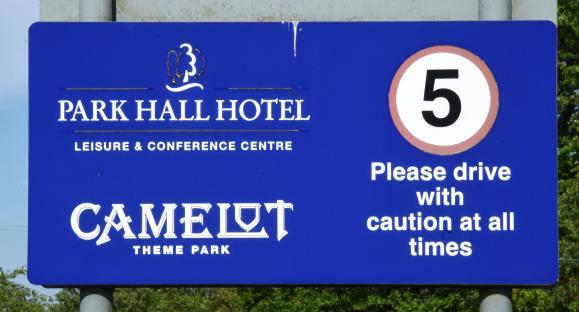 PARK HALL HOTEL
LEISURE & CONFERENCE CENTRE
CAMELOT
THEME PARK
5
Please drive
with
caution at all
times